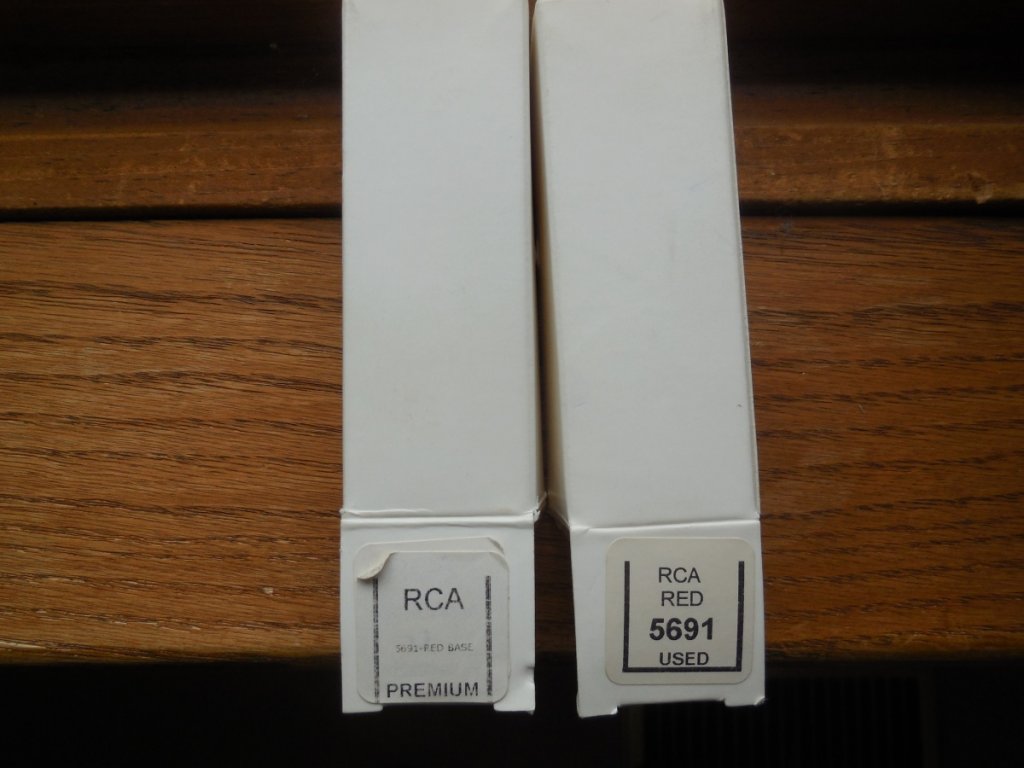 RCA
5691-RED BASE
PREMIUM
RCA
RED
5691
USED